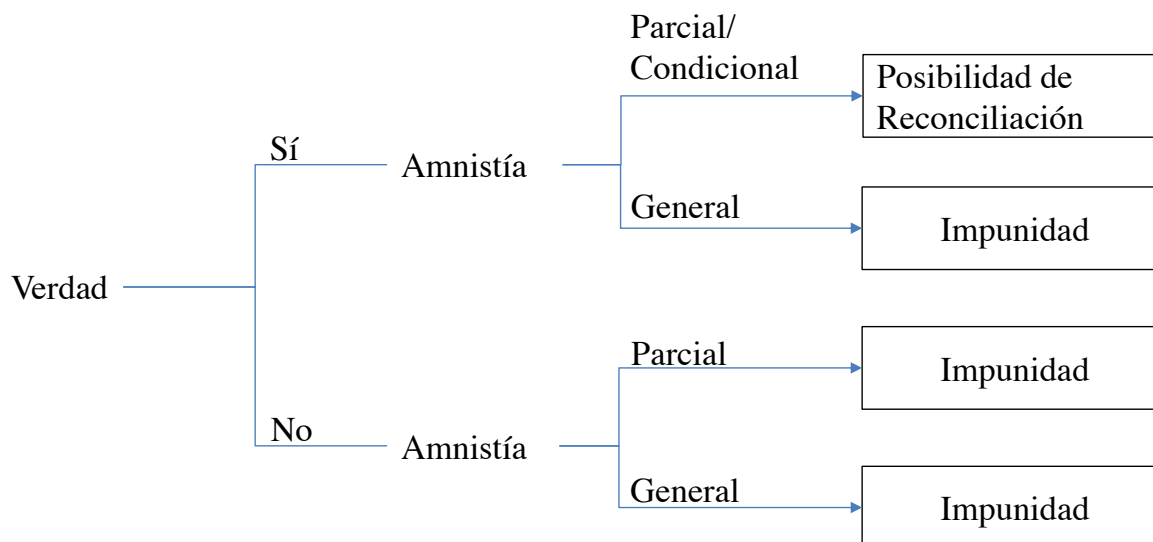 Parcial/
Condicional
Posibilidad de
Reconciliación
Sí
Amnistía
General
Impunidad
Verdad
Parcial
Impunidad
No
Amnistía
General
Impunidad